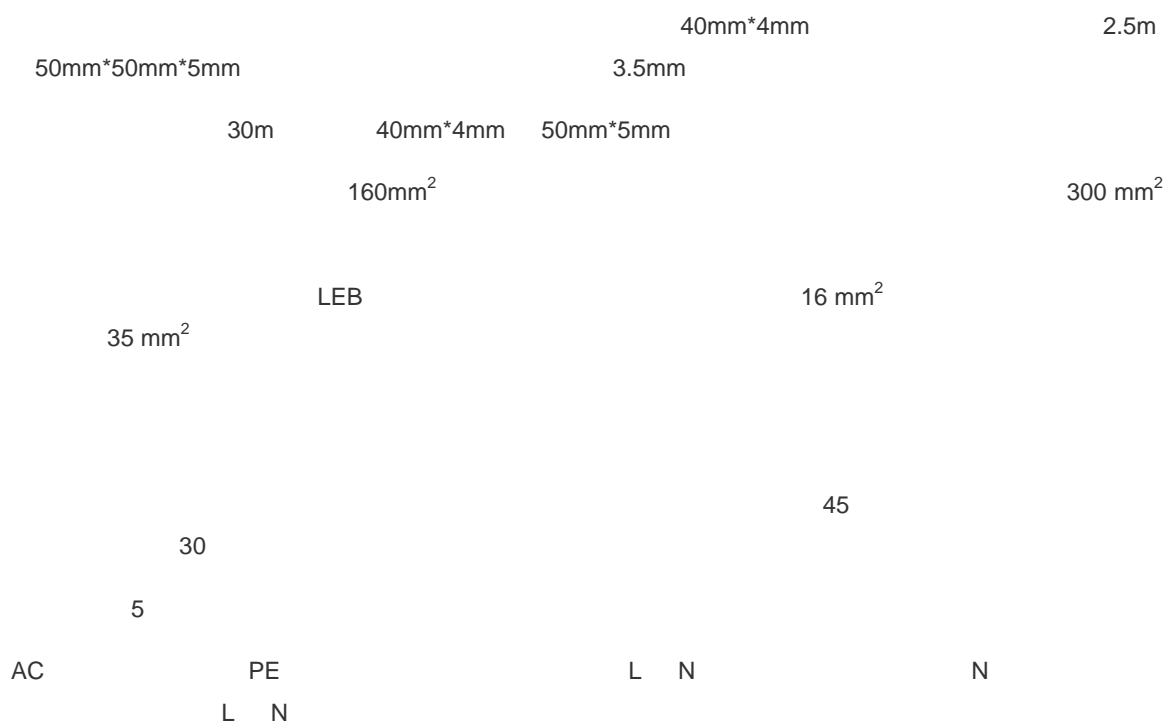 40mm*4mm 2.5m
50mm*50mm*5mm 3.5mm
30m 40mm*4mm 50mm*5mm
160mm² 300 mm²
LEB 16 mm²
35 mm²
45
30
5
AC PE L N N
L N